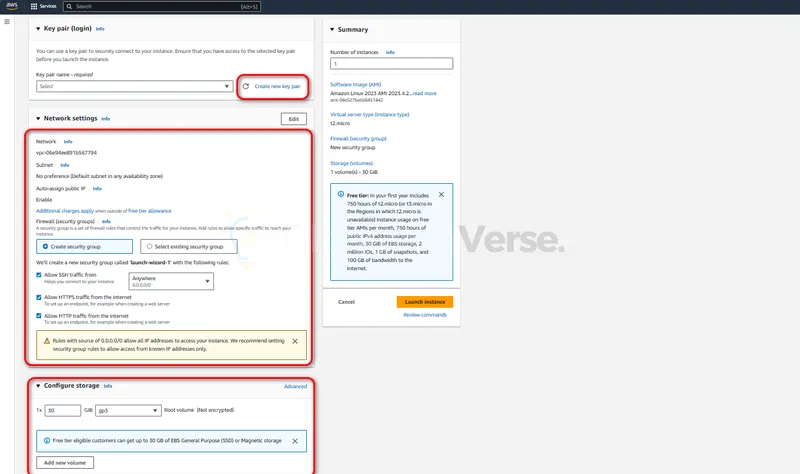 aws
Services
Search
[Alt+S]
Key pair (login) Info
You can use a key pair to securely connect to your instance. Ensure that you have access to the selected key pair
before you launch the instance.
Key pair name - required
Select
Create new key pair
Network settings Info
Edit
Network Info
vpc-06e94ee891b567794
Subnet Info
No preference (Default subnet in any availability zone)
Auto-assign public IP Info
Enable
Additional charges apply when outside of free tier allowance
Firewall (security groups) Info
A security group is a set of firewall rules that control the traffic for your instance. Add rules to allow specific traffic to reach your
instance.
Create security group
Select existing security group
We'll create a new security group called 'launch-wizard-1' with the following rules:
Allow SSH traffic from
Helps you connect to your instance
Anywhere
0.0.0.0/0
Allow HTTPS traffic from the internet
To set up an endpoint, for example when creating a web server
Allow HTTP traffic from the internet
To set up an endpoint, for example when creating a web server
Rules with source of 0.0.0.0/0 allow all IP addresses to access your instance. We recommend setting
security group rules to allow access from known IP addresses only.
Configure storage Info
Advanced
1x 30 GiB gp3 Root volume (Not encrypted)
Free tier eligible customers can get up to 30 GB of EBS General Purpose (SSD) or Magnetic storage
Add new volume
Summary
Number of instances Info
1
Software Image (AMI)
Amazon Linux 2023 AMI 2023.4.2...read more
Virtual server type (instance type)
t2.micro
Firewall (security group)
New security group
Storage (volumes)
1 volume(s) - 30 GiB
Free tier: In your first year includes
750 hours of t2.micro (or t3.micro in
the Regions in which t2.micro is
unavailable) instance usage on free
tier AMIs per month, 750 hours of
public IPv4 address usage per
month, 30 GiB of EBS storage, 2
million IOs, 1 GB of snapshots, and
100 GB of bandwidth to the
internet.
Cancel
Launch instance
Review commands
Verse.